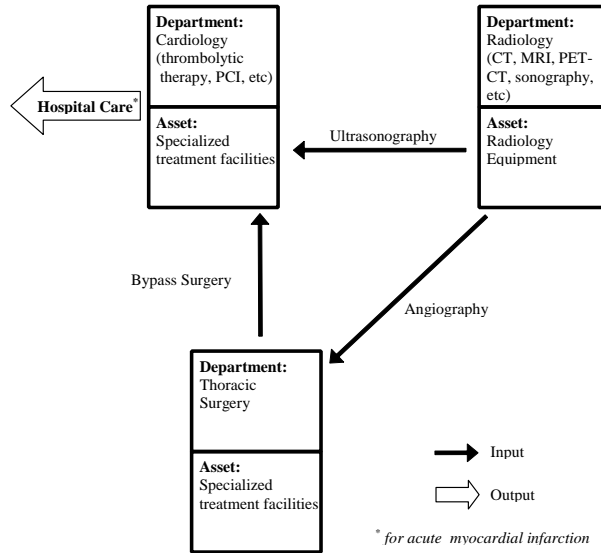 Department:
Cardiology
(thrombolytic
therapy, PCI, etc)
Asset:
Specialized
treatment facilities
Hospital Care*
Department:
Radiology
(CT, MRI, PET-
CT, sonography,
etc)
Asset:
Radiology
Equipment
Ultrasonography
Bypass Surgery
Angiography
Department:
Thoracic
Surgery
Asset:
Specialized
treatment facilities
Input
Output
* for acute myocardial infarction